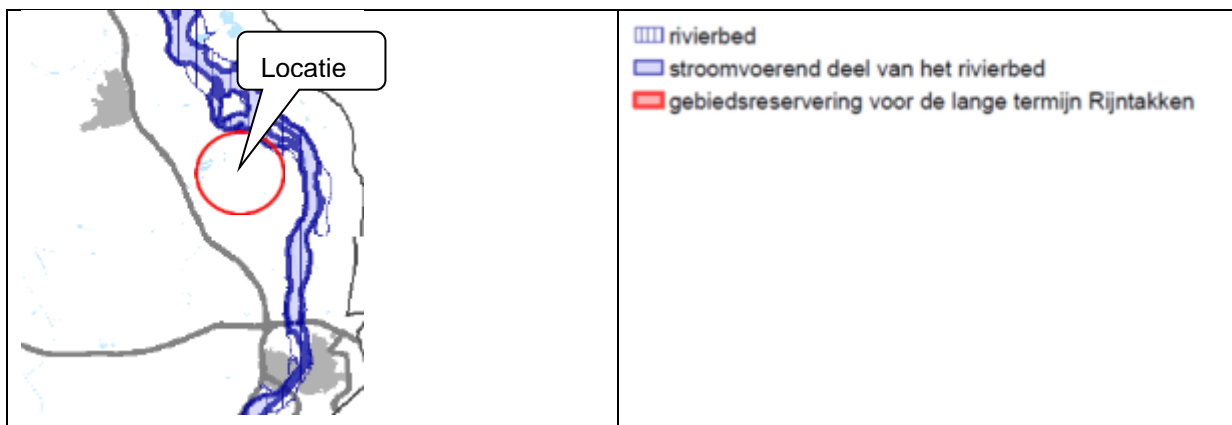 Locatie
rivierbed
stroomvoerend deel van het rivierbed
gebiedsreservering voor de lange termijn Rijntakken